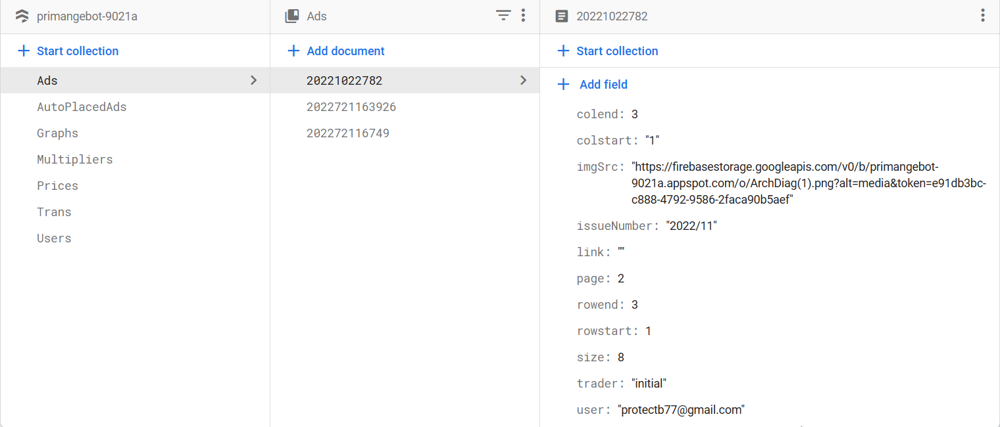 primangebot-9021a
Start collection
Ads
AutoPlacedAds
Graphs
Multipliers
Prices
Trans
Users
Ads
Add document
20221022782
2022721163926
202272116749
20221022782
Start collection
Add field
colend: 3
colstart: "1"
imgSrc: "https://firebasestorage.googleapis.com/v0/b/primangebot-
9021a.appspot.com/o/ArchDiag(1).png?alt=media&token=e91db3bc-
c888-4792-9586-2faca90b5aef"
issueNumber: "2022/11"
link: ""
page: 2
rowend: 3
rowstart: 1
size: 8
trader: "initial"
user: "protectb77@gmail.com"